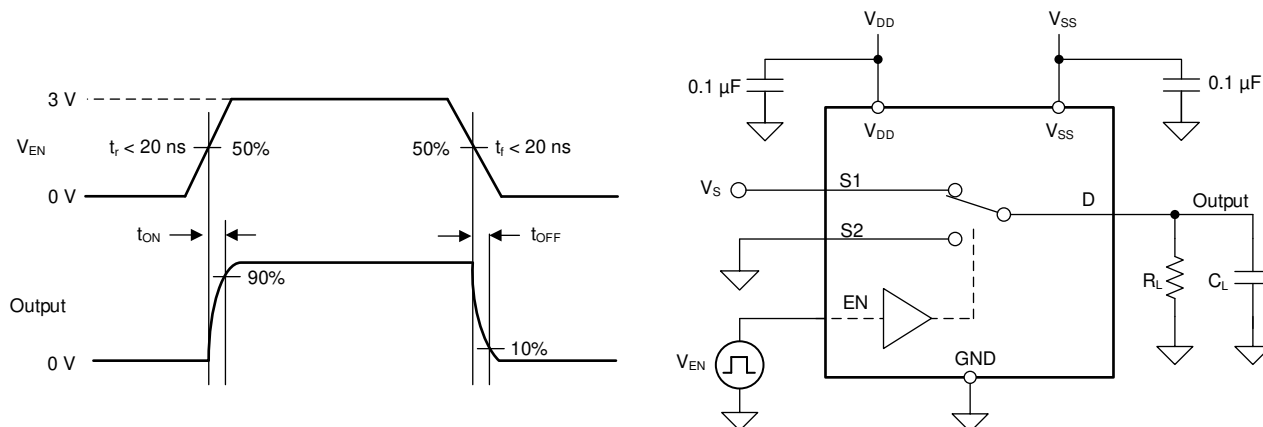 3 V
V_EN
t_r < 20 ns
50%
50%
t_f < 20 ns
0 V
t_ON
t_OFF
90%
Output
10%
0 V
V_DD
V_SS
0.1 µF
0.1 µF
V_DD
V_SS
V_S
S1
D
Output
S2
R_L
C_L
EN
V_EN
GND